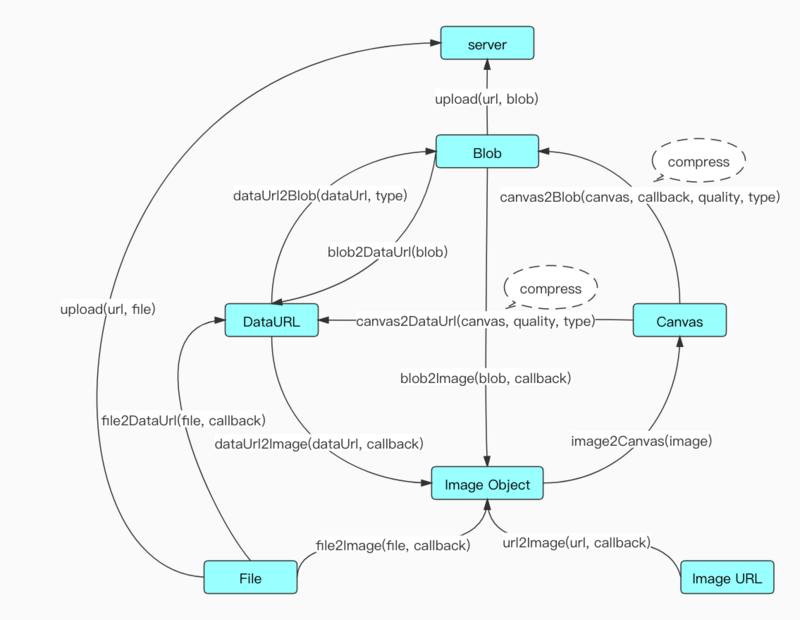 server
upload(url, blob)
Blob
compress
dataUrl2Blob(dataUrl, type)
canvas2Blob(canvas, callback, quality, type)
blob2DataUrl(blob)
compress
upload(url, file)
DataURL
canvas2DataUrl(canvas, quality, type)
Canvas
blob2Image(blob, callback)
file2DataUrl(file, callback)
dataUrl2Image(dataUrl, callback)
image2Canvas(image)
Image Object
file2Image(file, callback)
url2Image(url, callback)
File
Image URL